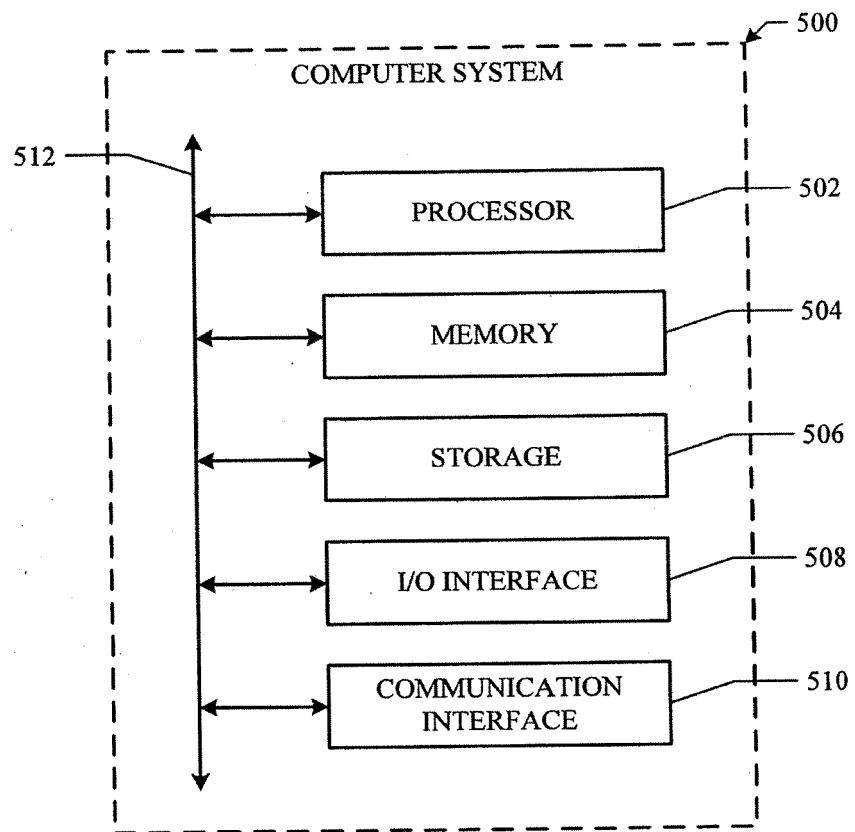 500
COMPUTER SYSTEM
512
PROCESSOR
502
MEMORY
504
STORAGE
506
I/O INTERFACE
508
COMMUNICATION
INTERFACE
510